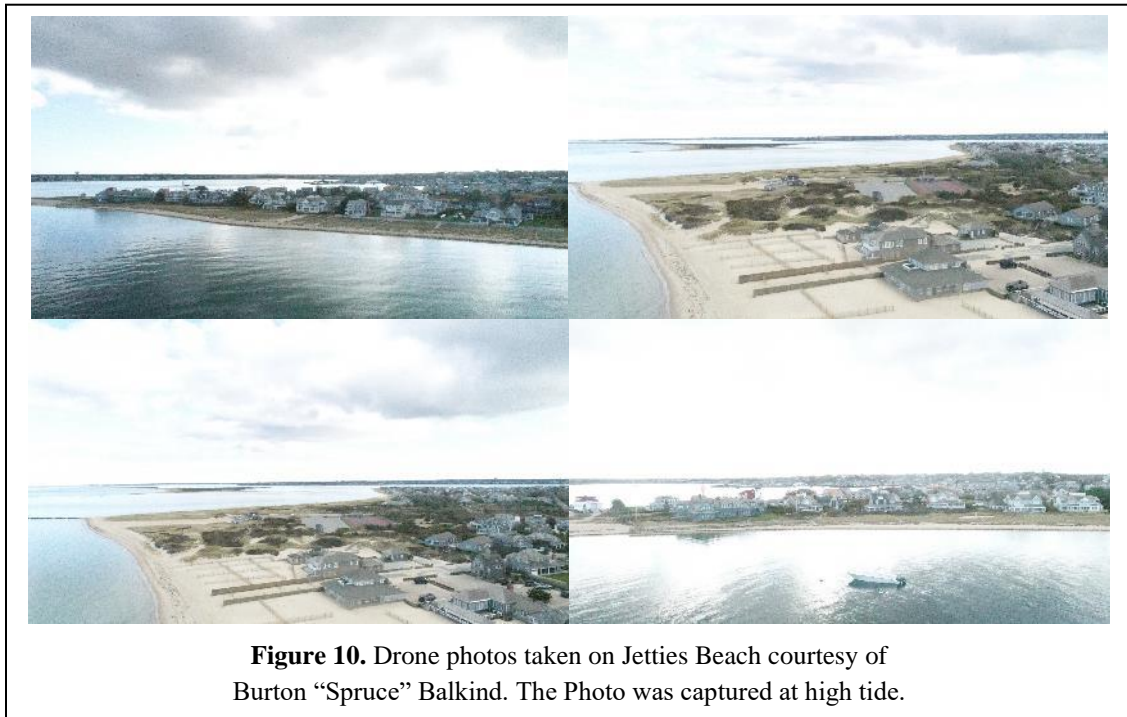 Figure 10. Drone photos taken on Jetties Beach courtesy of
Burton “Spruce” Balkind. The Photo was captured at high tide.